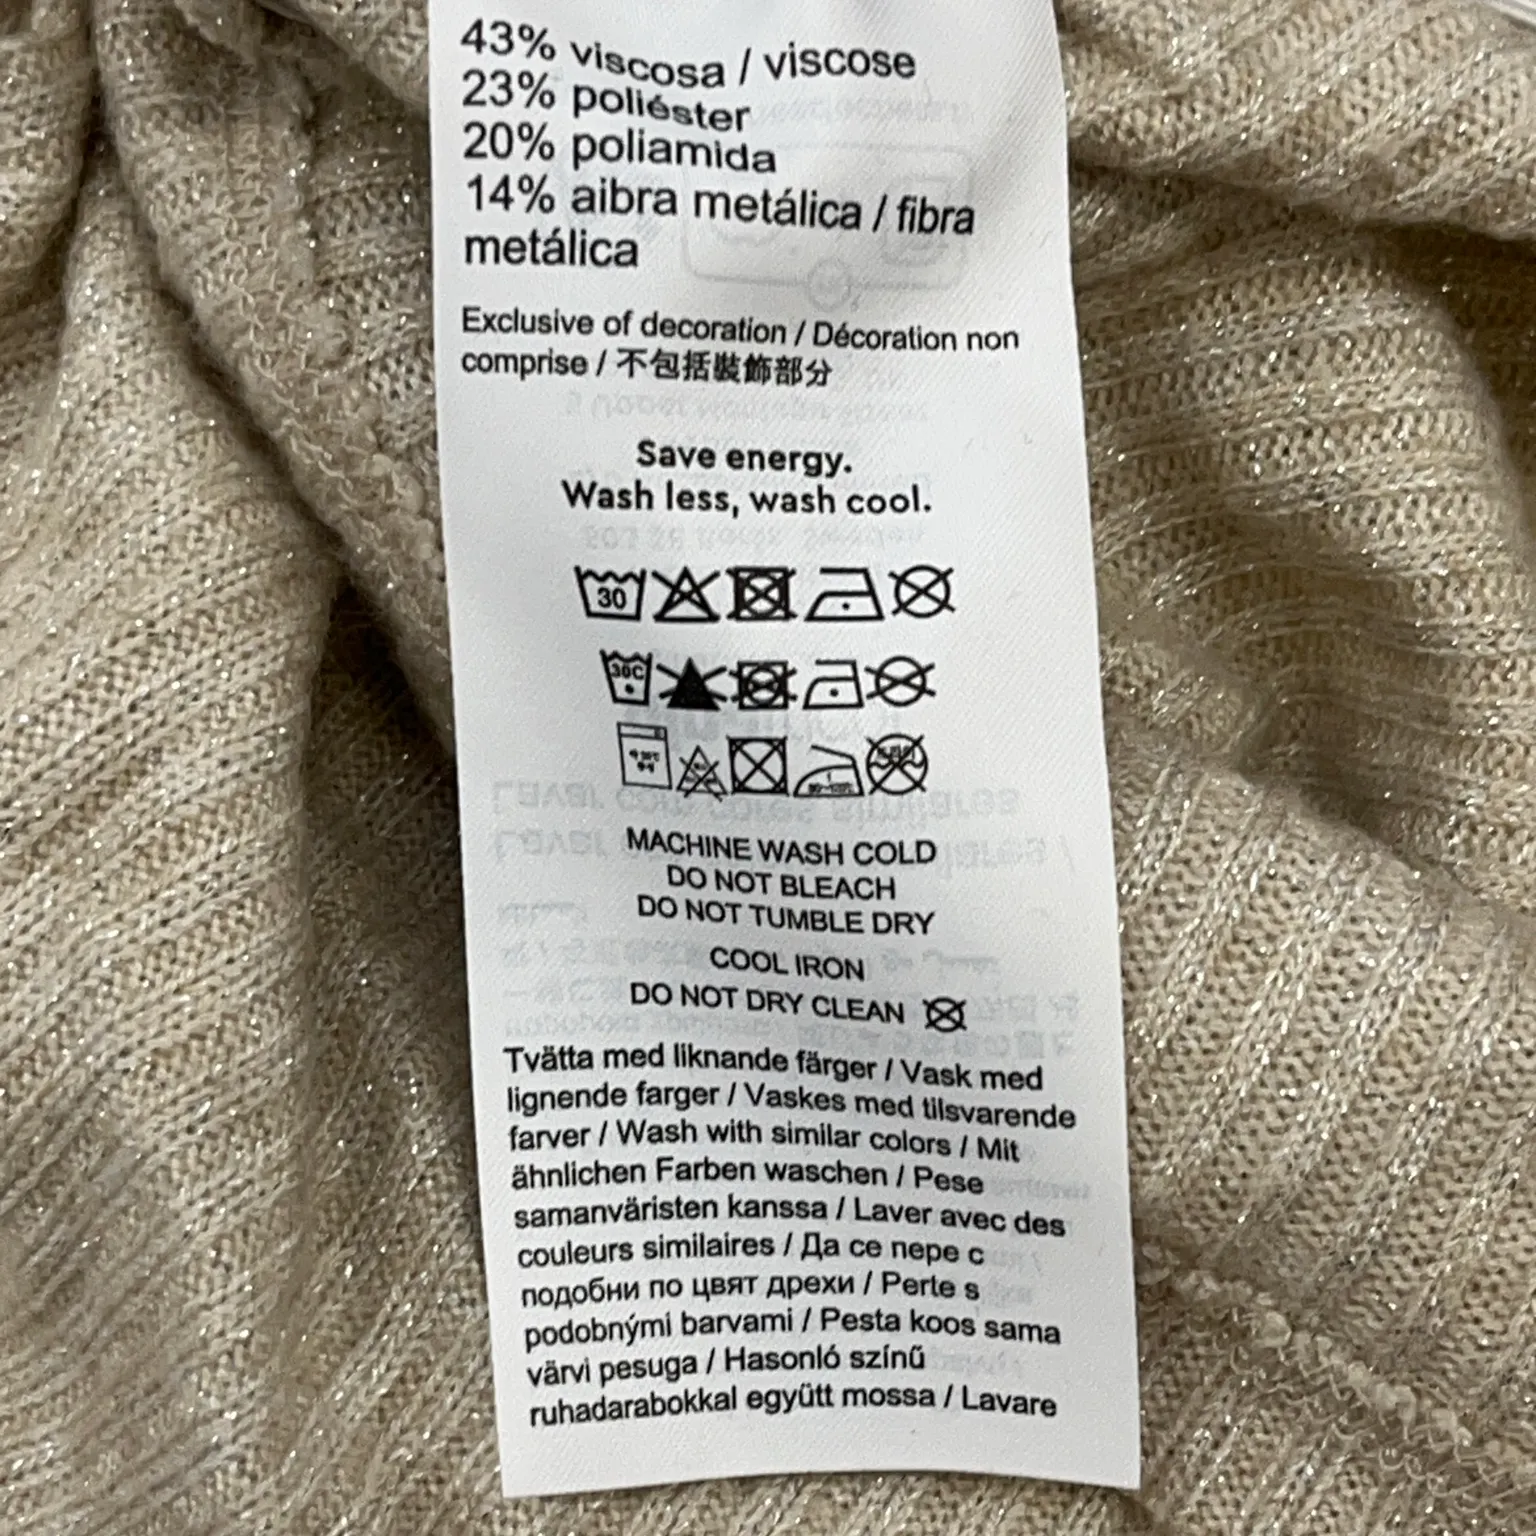 43% viscosa / viscose
23% poliéster
20% poliamida
14% aibra metálica / fibra
metálica
Exclusive of decoration / Décoration non
comprise / 不包括裝飾部分
Save energy.
Wash less, wash cool.
30
30C
MACHINE WASH COLD
DO NOT BLEACH
DO NOT TUMBLE DRY
COOL IRON
DO NOT DRY CLEAN
Tvätta med liknande färger / Vask med
lignende farger / Vaskes med tilsvarende
farver / Wash with similar colors / Mit
ähnlichen Farben waschen / Pese
samanväristen kanssa / Laver avec des
couleurs similaires / Да се пере с
подобни по цвят дрехи / Perte s
podobnými barvami / Pesta koos sama
värvi pesuga / Hasonló színű
ruhadarabokkal együtt mossa / Lavare